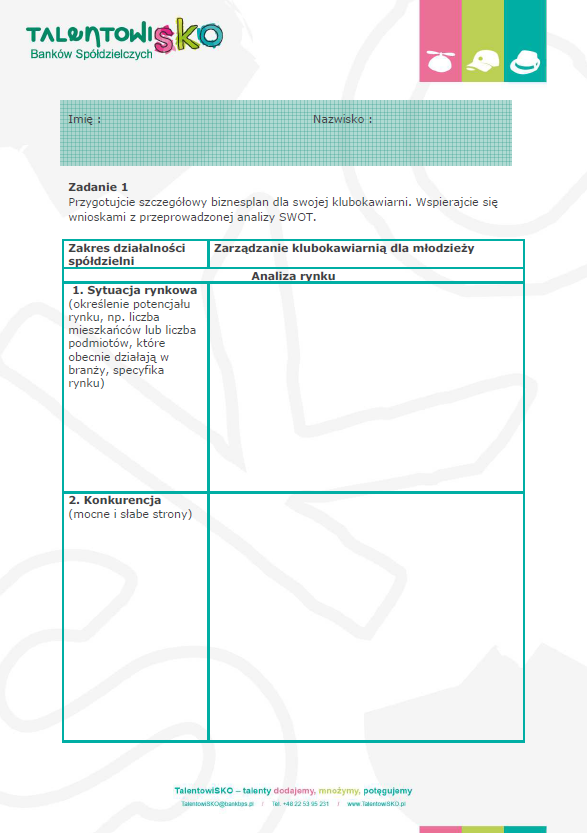 TALENTOWISKO
Banków Spółdzielczych
Imię : Nazwisko :
Zadanie 1
Przygotujcie szczegółowy biznesplan dla swojej klubokawiarni. Wspierajcie się
wnioskami z przeprowadzonej analizy SWOT.
Zakres działalności
spółdzielni
Zarządzanie klubokawiarnią dla młodzieży
Analiza rynku
1. Sytuacja rynkowa
(określenie potencjału
rynku, np. liczba
mieszkańców lub liczba
podmiotów, które
obecnie działają w
branży, specyfika
rynku)
2. Konkurencja
(mocne i słabe strony)
TalentowiSKO – talenty dodajemy, mnożymy, potęgujemy
TalentowiSKO@bankbps.pl / Tel: +48 22 53 95 231 / www.TalentowiSKO.pl